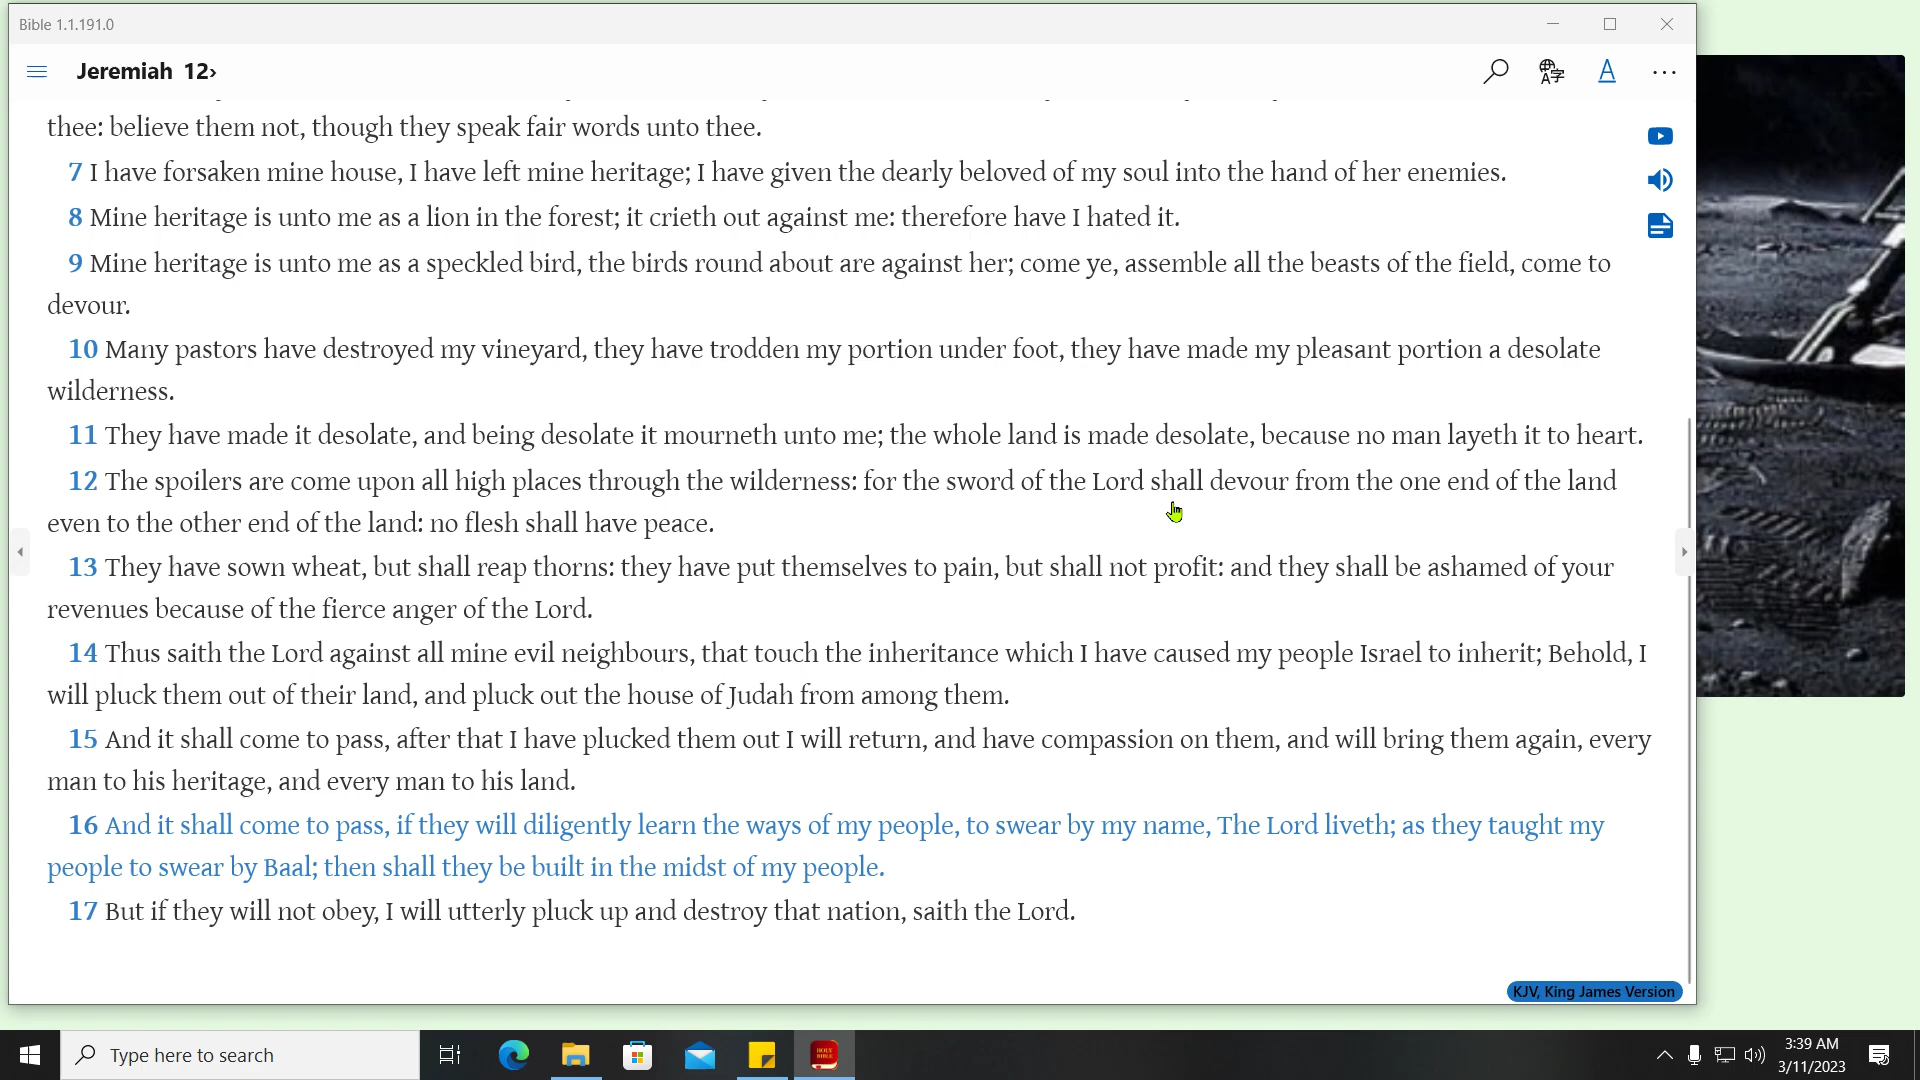 Bible 1.1.191.0
Jeremiah 12›
thee: believe them not, though they speak fair words unto thee.
7 I have forsaken mine house, I have left mine heritage; I have given the dearly beloved of my soul into the hand of her enemies.
8 Mine heritage is unto me as a lion in the forest; it crieth out against me: therefore have I hated it.
9 Mine heritage is unto me as a speckled bird, the birds round about are against her; come ye, assemble all the beasts of the field, come to
devour.
10 Many pastors have destroyed my vineyard, they have trodden my portion under foot, they have made my pleasant portion a desolate
wilderness.
11 They have made it desolate, and being desolate it mourneth unto me; the whole land is made desolate, because no man layeth it to heart.
12 The spoilers are come upon all high places through the wilderness: for the sword of the Lord shall devour from the one end of the land
even to the other end of the land: no flesh shall have peace.
13 They have sown wheat, but shall reap thorns: they have put themselves to pain, but shall not profit: and they shall be ashamed of your
revenues because of the fierce anger of the Lord.
14 Thus saith the Lord against all mine evil neighbours, that touch the inheritance which I have caused my people Israel to inherit; Behold, I
will pluck them out of their land, and pluck out the house of Judah from among them.
15 And it shall come to pass, after that I have plucked them out I will return, and have compassion on them, and will bring them again, every
man to his heritage, and every man to his land.
16 And it shall come to pass, if they will diligently learn the ways of my people, to swear by my name, The Lord liveth; as they taught my
people to swear by Baal; then shall they be built in the midst of my people.
17 But if they will not obey, I will utterly pluck up and destroy that nation, saith the Lord.
KJV, King James Version
Type here to search
HOLY BIBLE
3:39 AM
3/11/2023